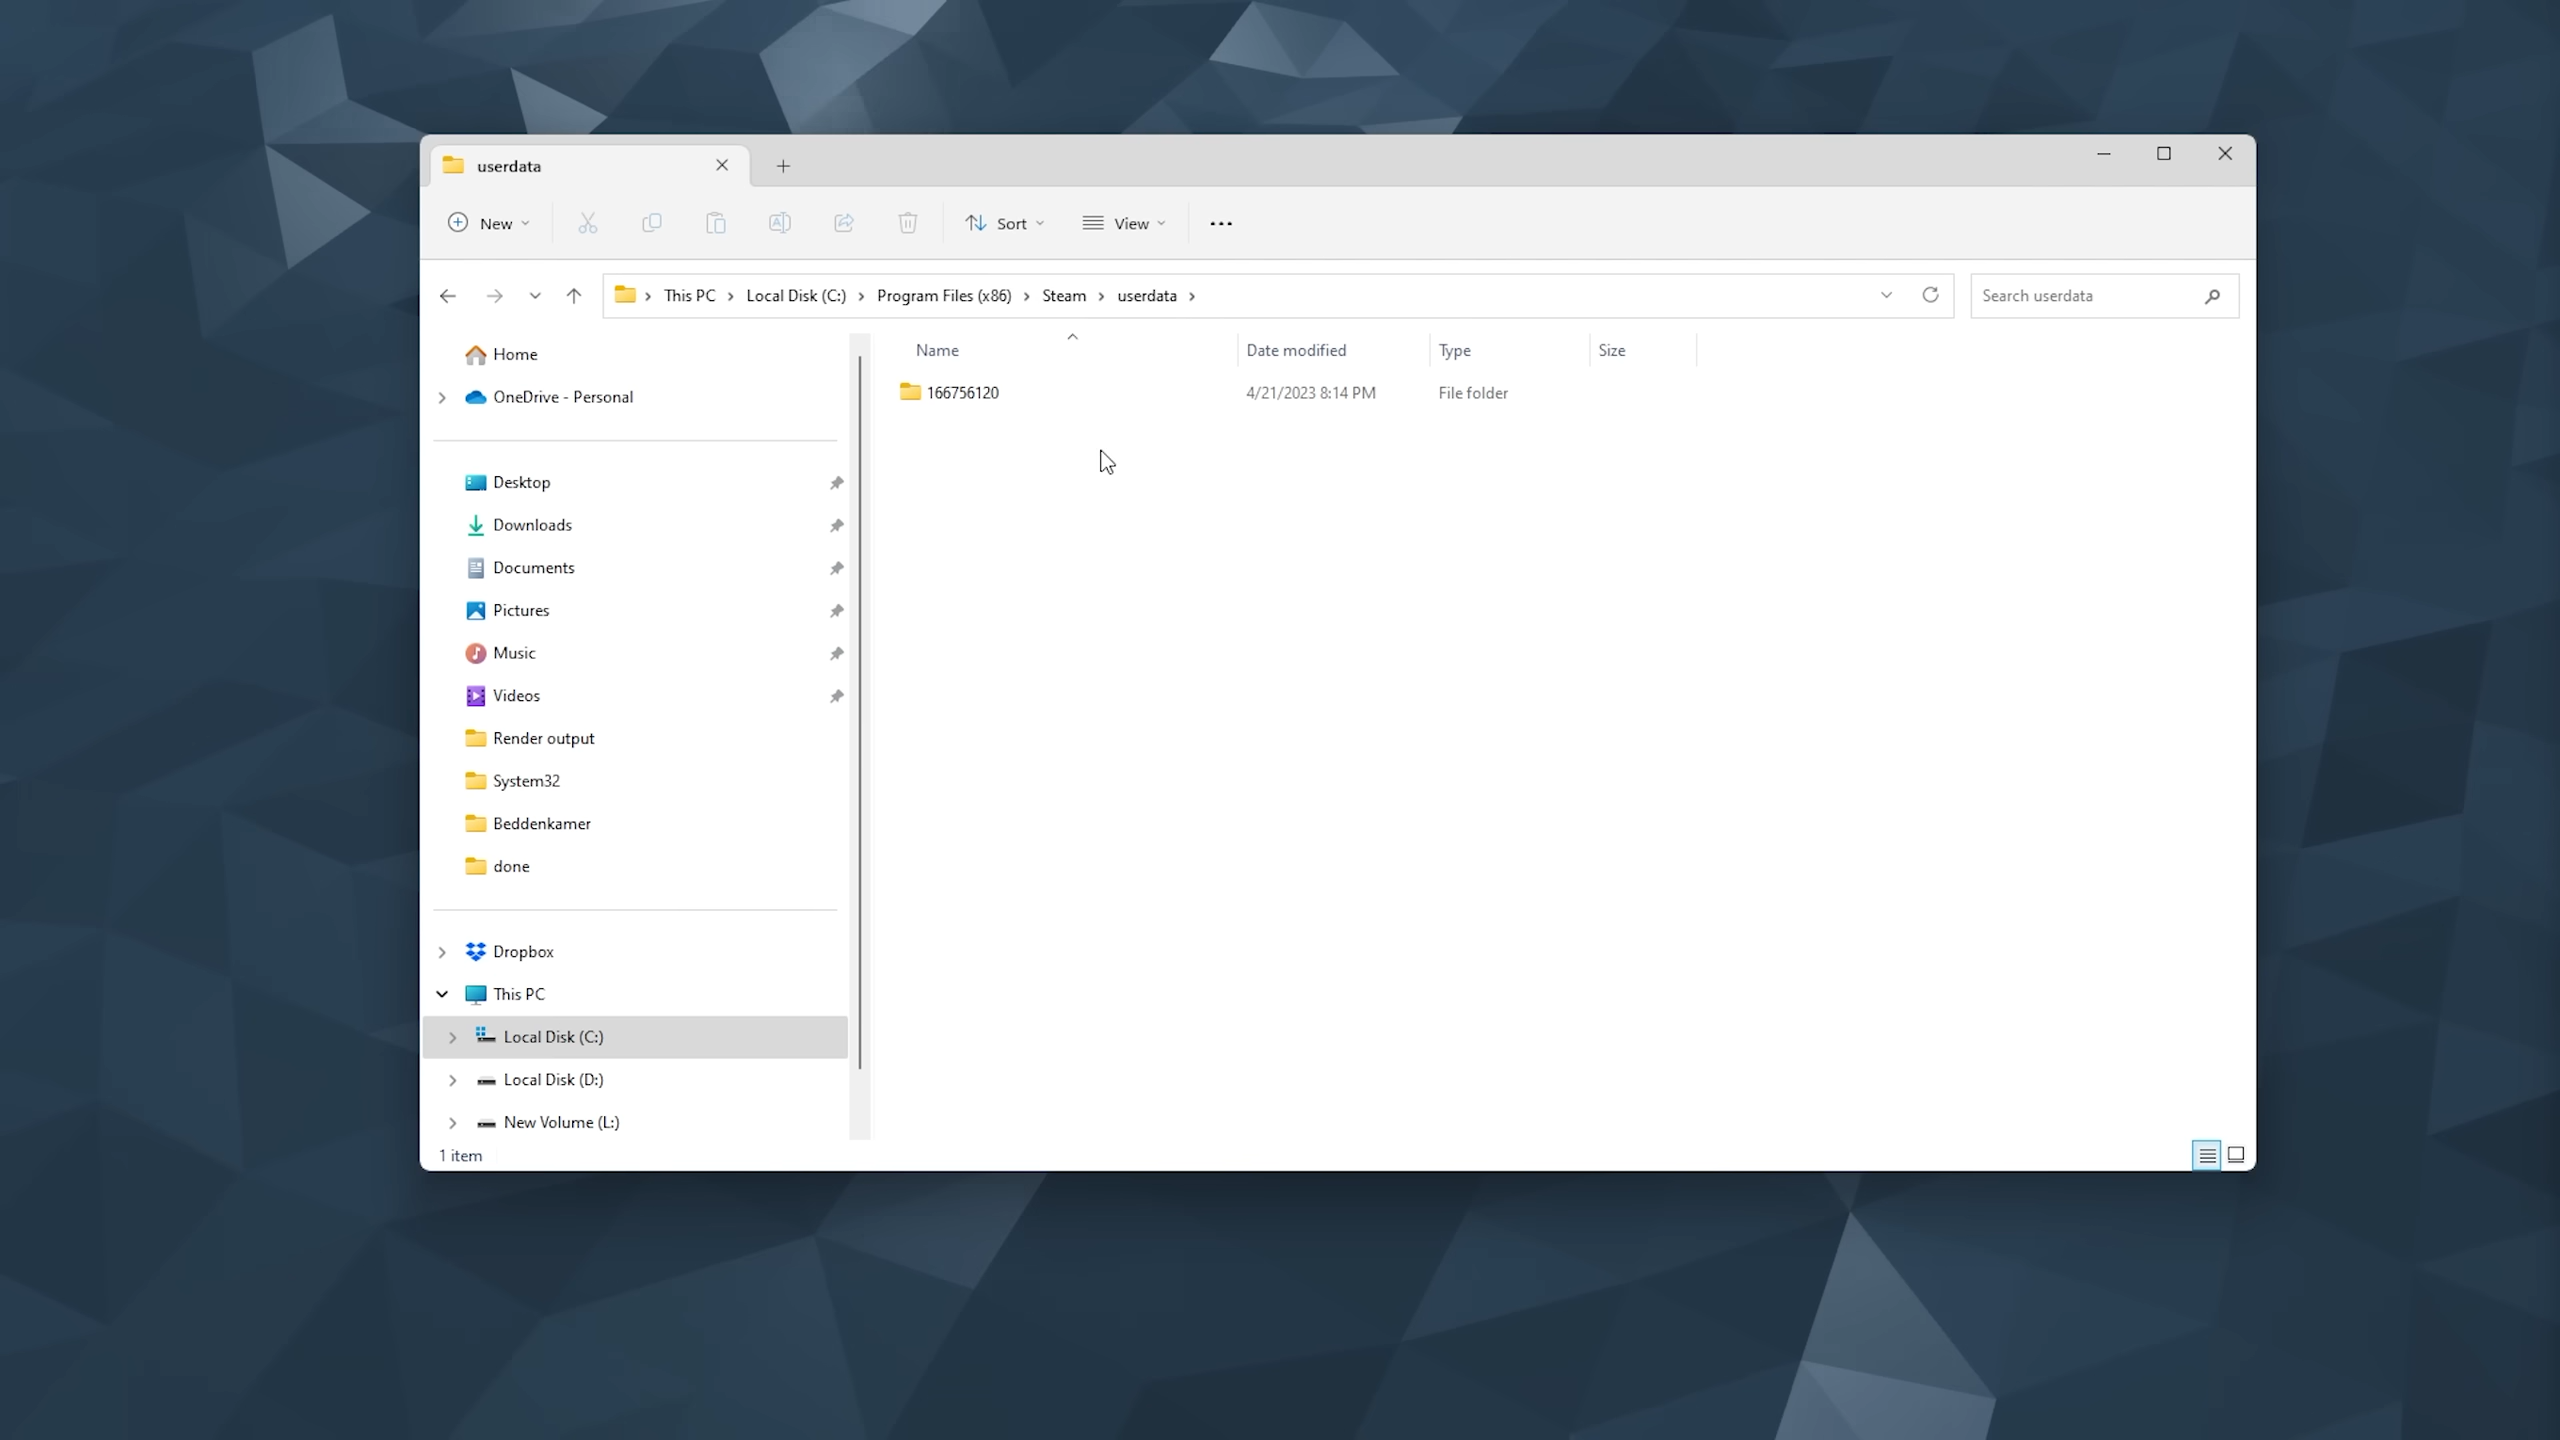 userdata
New
Sort
View
This PC
Local Disk (C:)
Program Files (x86)
Steam
userdata
Search userdata
Home
OneDrive - Personal
Desktop
Downloads
Documents
Pictures
Music
Videos
Render output
System32
Beddenkamer
done
Dropbox
This PC
Local Disk (C:)
Local Disk (D:)
New Volume (L:)
Name
Date modified
Type
Size
166756120
4/21/2023 8:14 PM
File folder
1 item